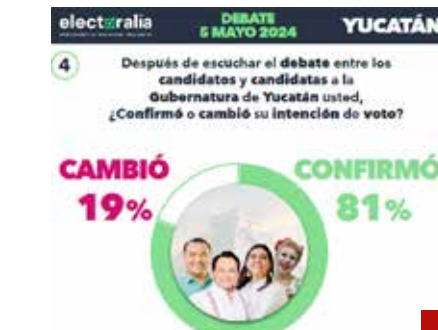 electoralia
DEBATE
5 MAYO 2024
YUCATÁN
4
Después de escuchar el debate entre los
candidatos y candidatas a la
Gubernatura de Yucatán usted,
¿Confirmó o cambió su intención de voto?
CAMBIÓ
19%
CONFIRMÓ
81%